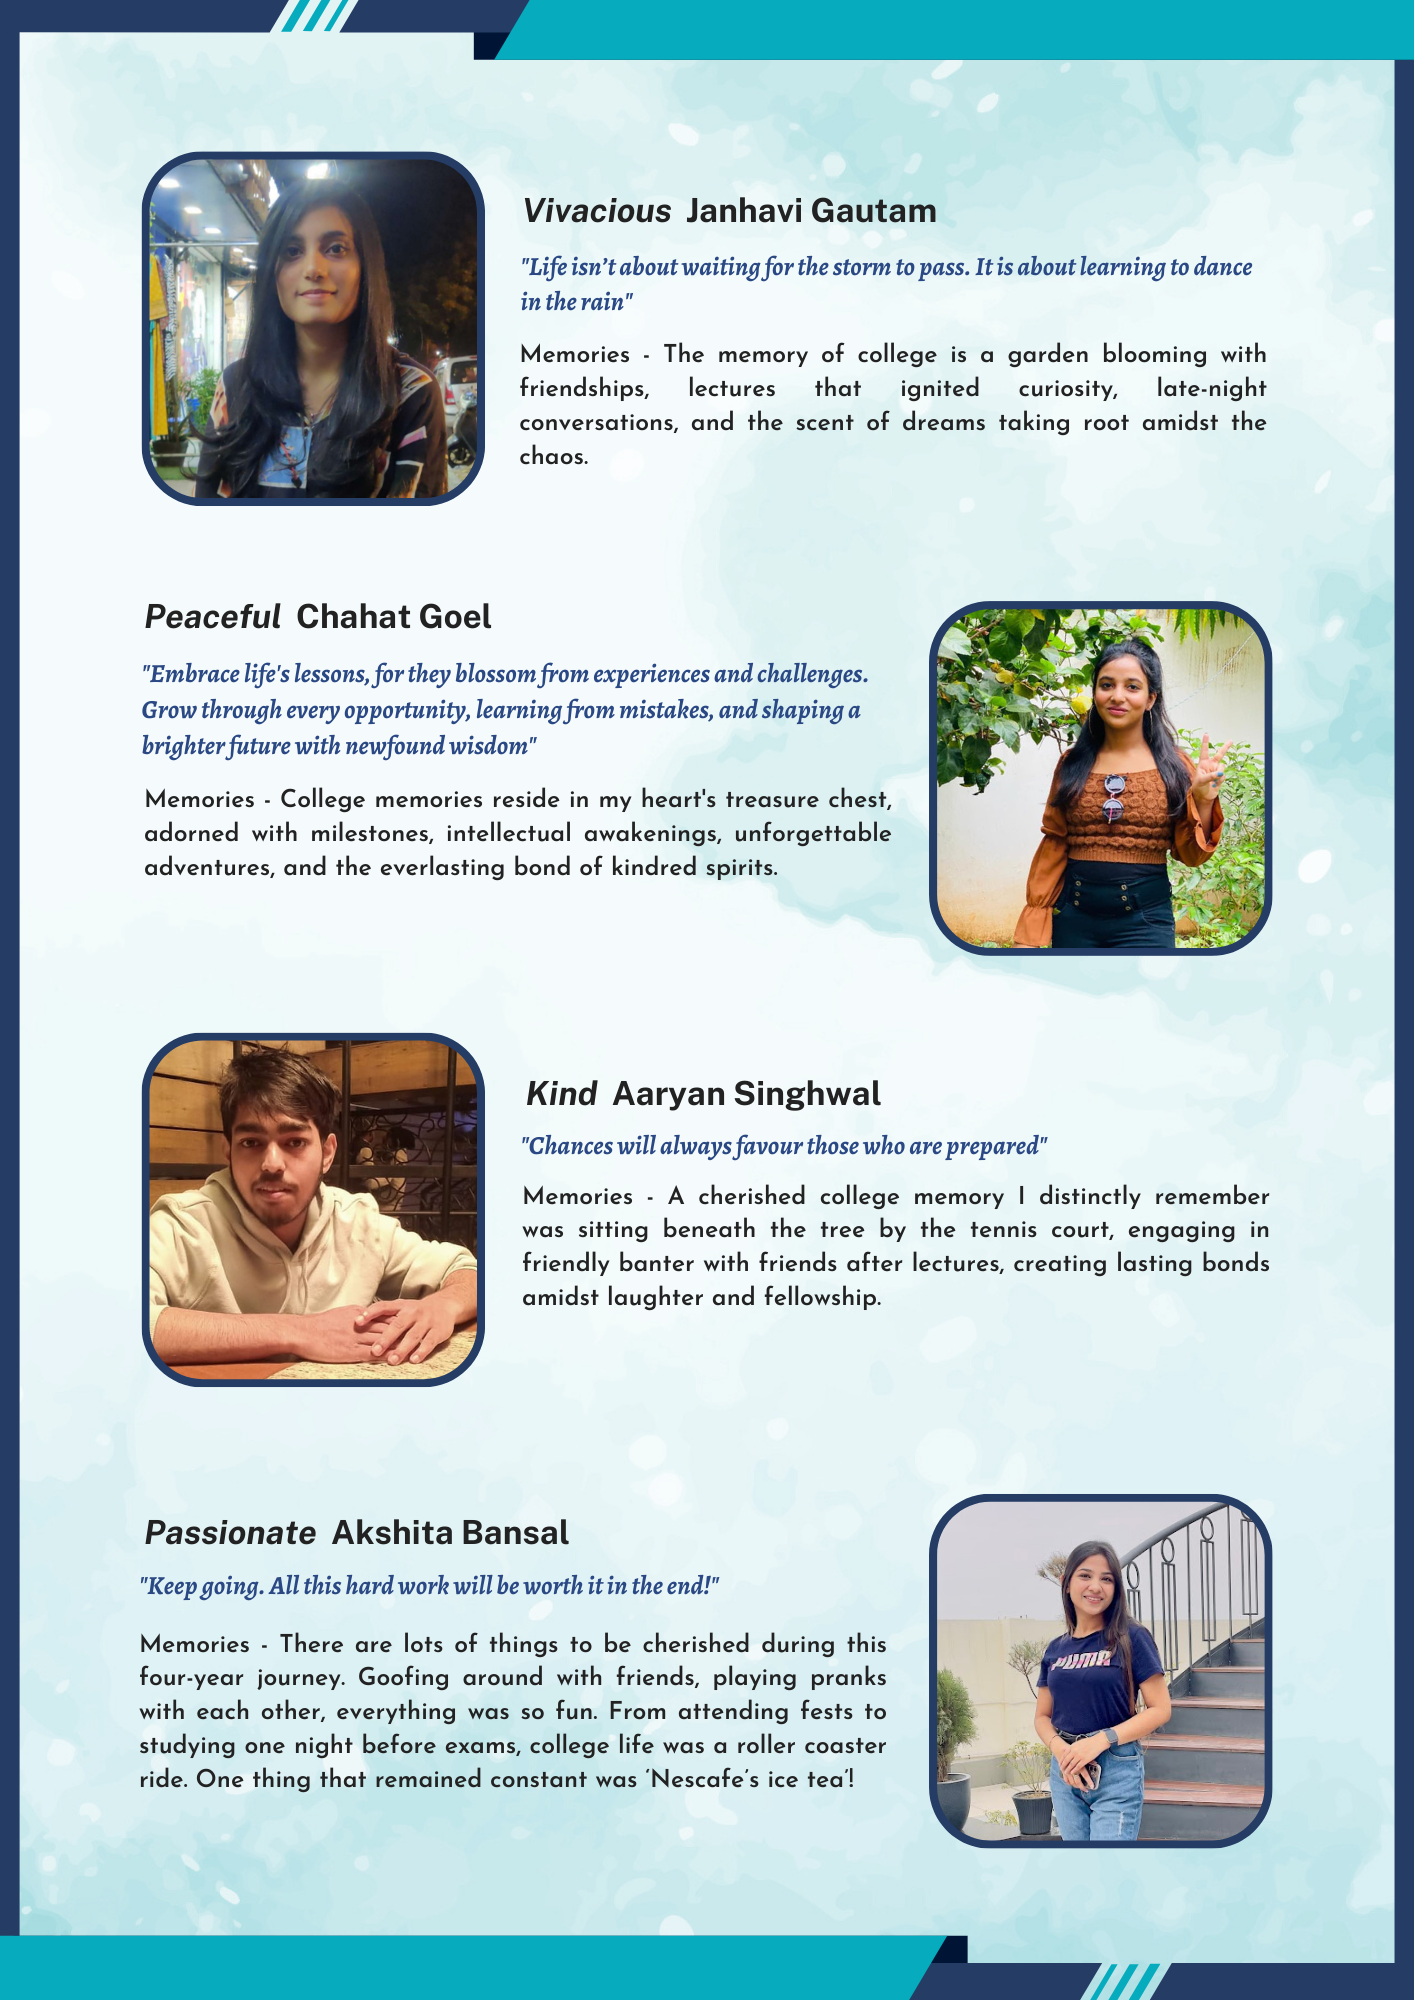 Vivacious Janhavi Gautam
"Life isn’t about waiting for the storm to pass. It is about learning to dance
in the rain"
Memories - The memory of college is a garden blooming with
friendships, lectures that ignited curiosity, late-night
conversations, and the scent of dreams taking root amidst the
chaos.
Peaceful Chahat Goel
"Embrace life's lessons, for they blossom from experiences and challenges.
Grow through every opportunity, learning from mistakes, and shaping a
brighter future with newfound wisdom"
Memories - College memories reside in my heart's treasure chest,
adorned with milestones, intellectual awakenings, unforgettable
adventures, and the everlasting bond of kindred spirits.
Kind Aaryan Singhwal
"Chances will always favour those who are prepared"
Memories - A cherished college memory I distinctly remember
was sitting beneath the tree by the tennis court, engaging in
friendly banter with friends after lectures, creating lasting bonds
amidst laughter and fellowship.
Passionate Akshita Bansal
"Keep going. All this hard work will be worth it in the end!"
Memories - There are lots of things to be cherished during this
four-year journey. Goofing around with friends, playing pranks
with each other, everything was so fun. From attending fests to
studying one night before exams, college life was a roller coaster
ride. One thing that remained constant was ‘Nescafe’s ice tea’!
PUMA